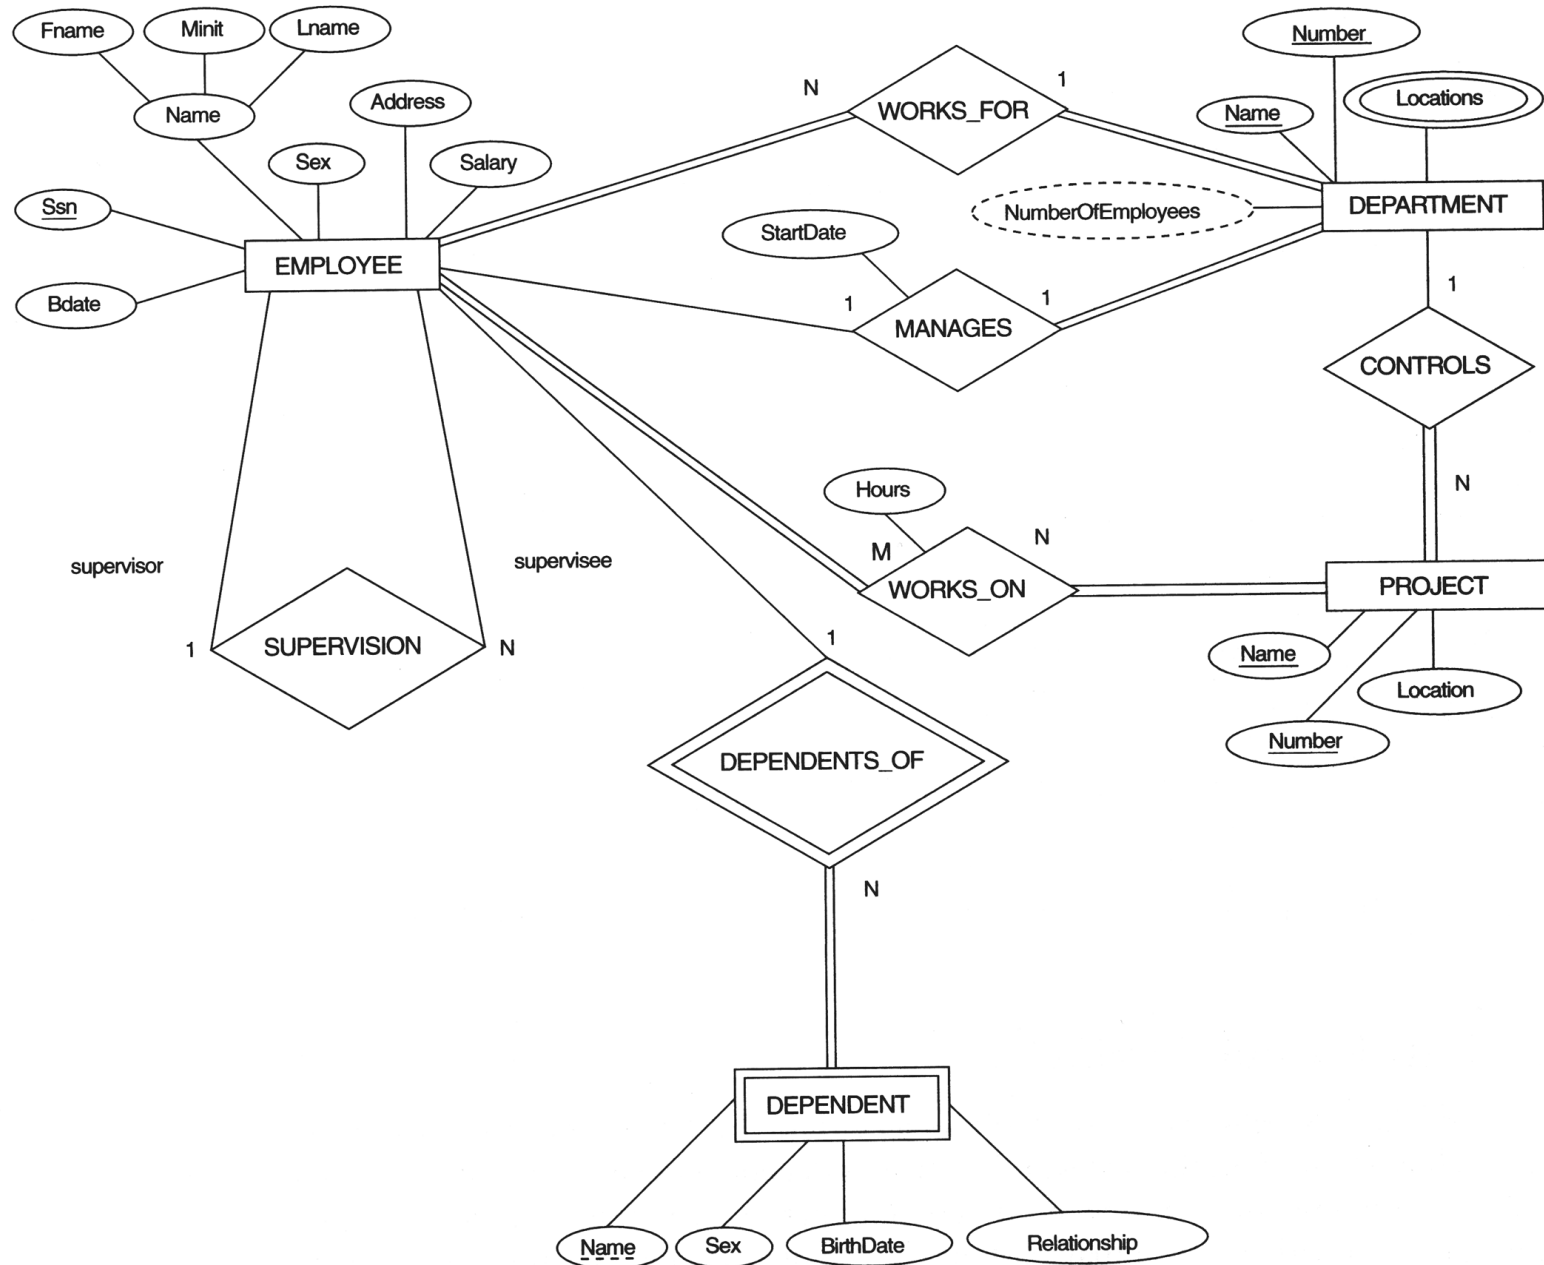 Fname
Minit
Lname
Number
Name
Address
N
1
WORKS_FOR
Name
Locations
Sex
Salary
Ssn
NumberOfEmployees
DEPARTMENT
StartDate
EMPLOYEE
Bdate
1
1
MANAGES
1
CONTROLS
Hours
N
M
N
supervisor
supervisee
WORKS_ON
PROJECT
1
SUPERVISION
N
1
Name
Location
Number
DEPENDENTS_OF
N
DEPENDENT
Name
Sex
BirthDate
Relationship